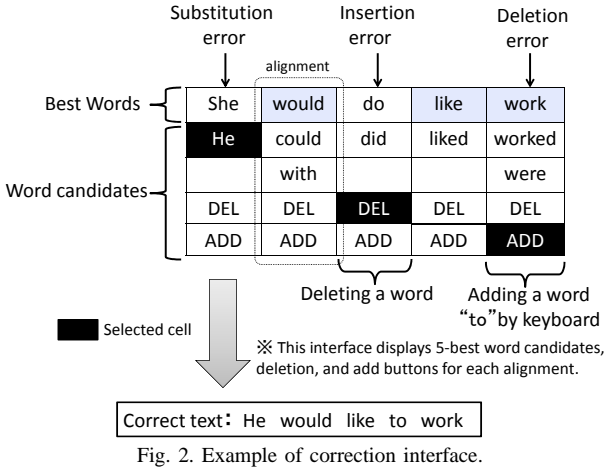 Substitution error
Insertion error
Deletion error
alignment
Best Words
She would do like work
Word candidates
He could did liked worked
with were
DEL DEL DEL DEL DEL
ADD ADD ADD ADD ADD
Deleting a word
Adding a word
“to”by keyboard
Selected cell
※ This interface displays 5-best word candidates,
deletion, and add buttons for each alignment.
Correct text: He would like to work
Fig. 2. Example of correction interface.